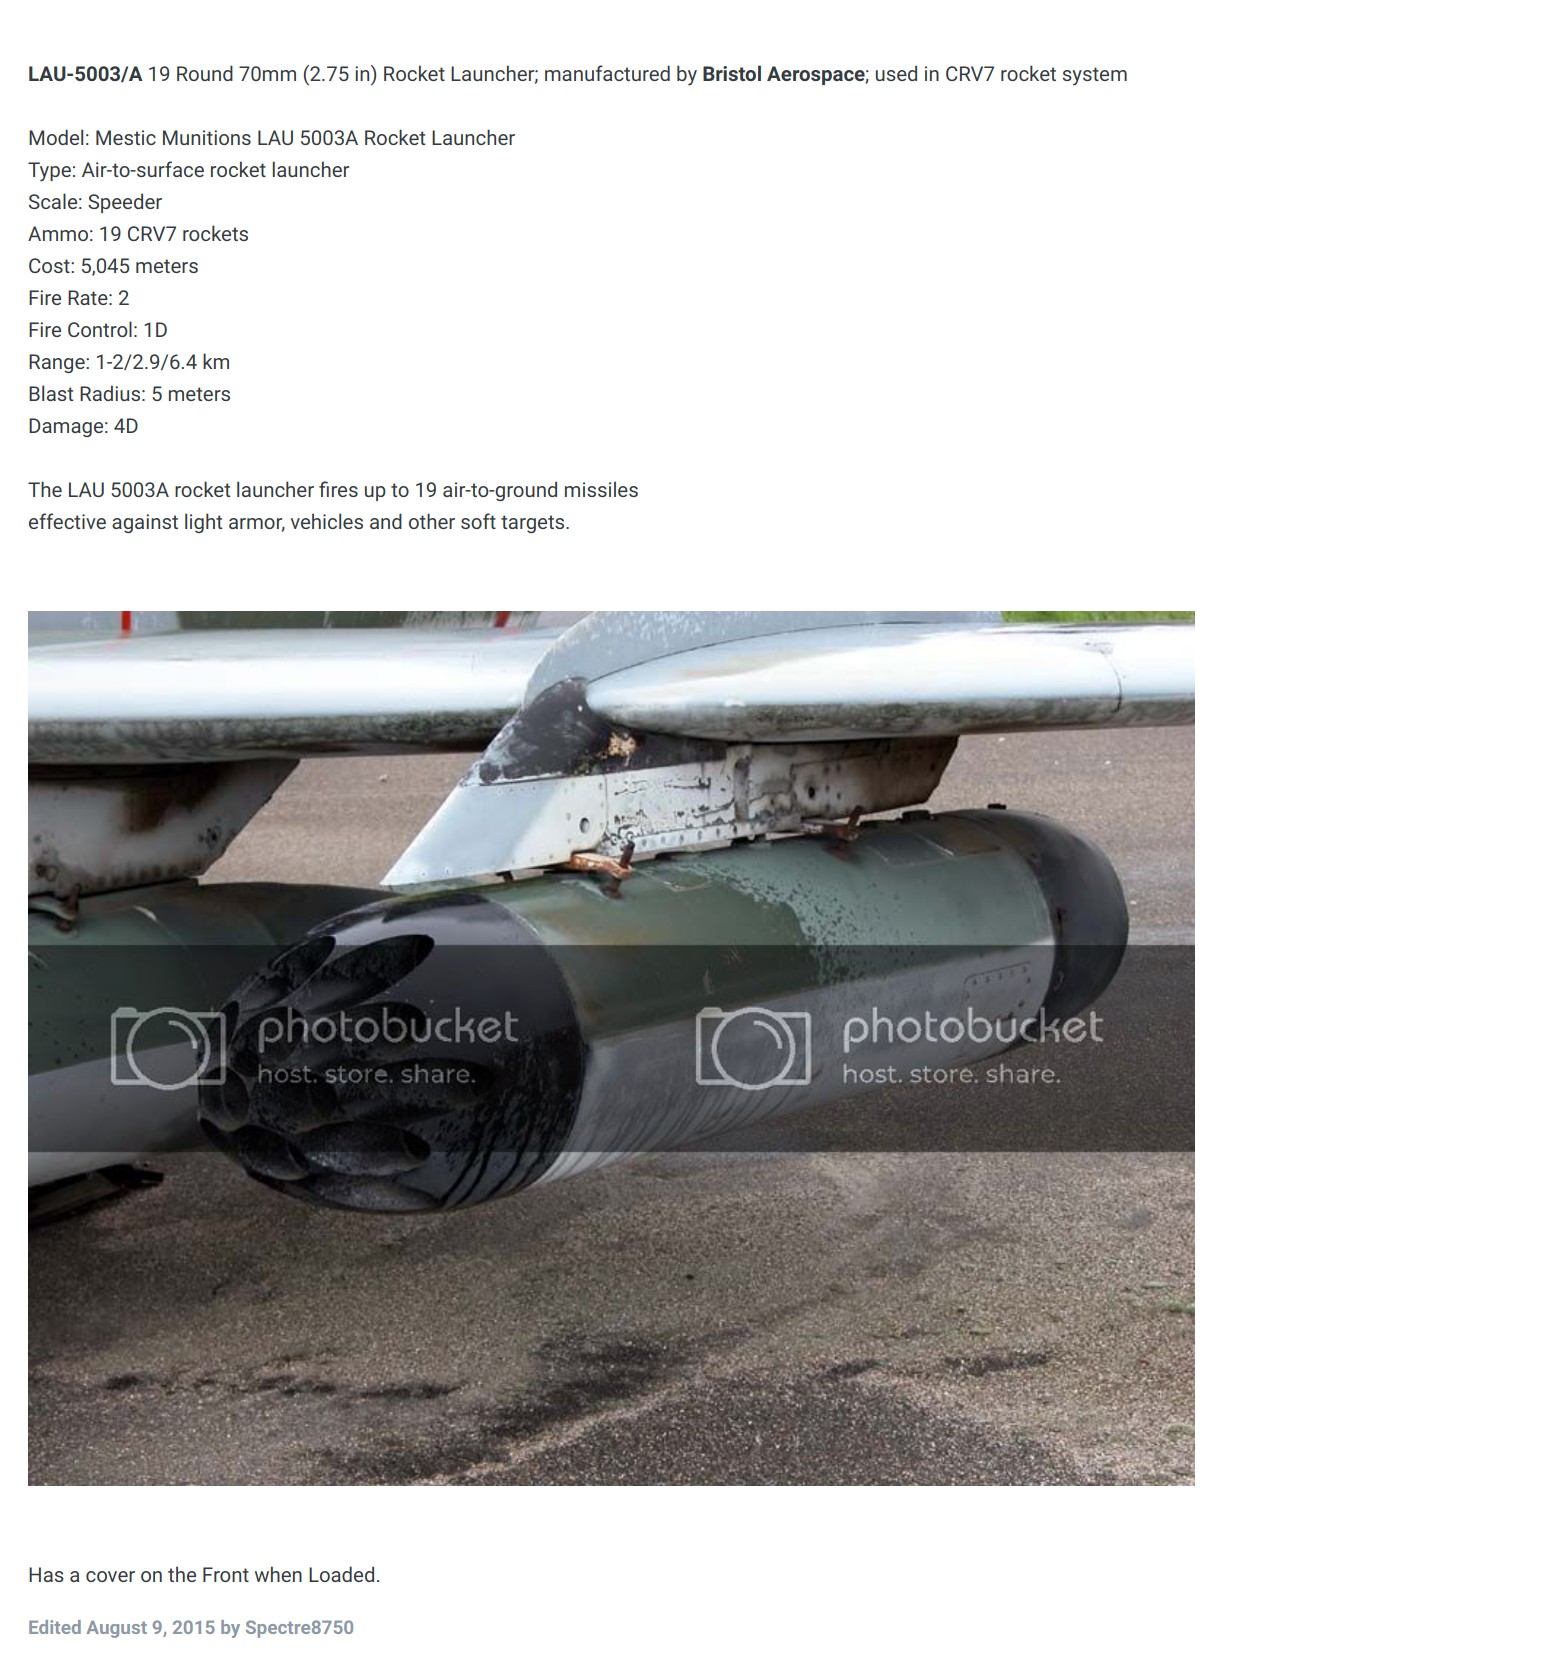 LAU-5003/A 19 Round 70mm (2.75 in) Rocket Launcher; manufactured by Bristol Aerospace; used in CRV7 rocket system
Model: Mestic Munitions LAU 5003A Rocket Launcher
Type: Air-to-surface rocket launcher
Scale: Speeder
Ammo: 19 CRV7 rockets
Cost: 5,045 meters
Fire Rate: 2
Fire Control: 1D
Range: 1-2/2.9/6.4 km
Blast Radius: 5 meters
Damage: 4D
The LAU 5003A rocket launcher fires up to 19 air-to-ground missiles
effective against light armor, vehicles and other soft targets.
photobucket photobucket
host. store. share. host. store. share.
Has a cover on the Front when Loaded.
Edited August 9, 2015 by Spectre8750